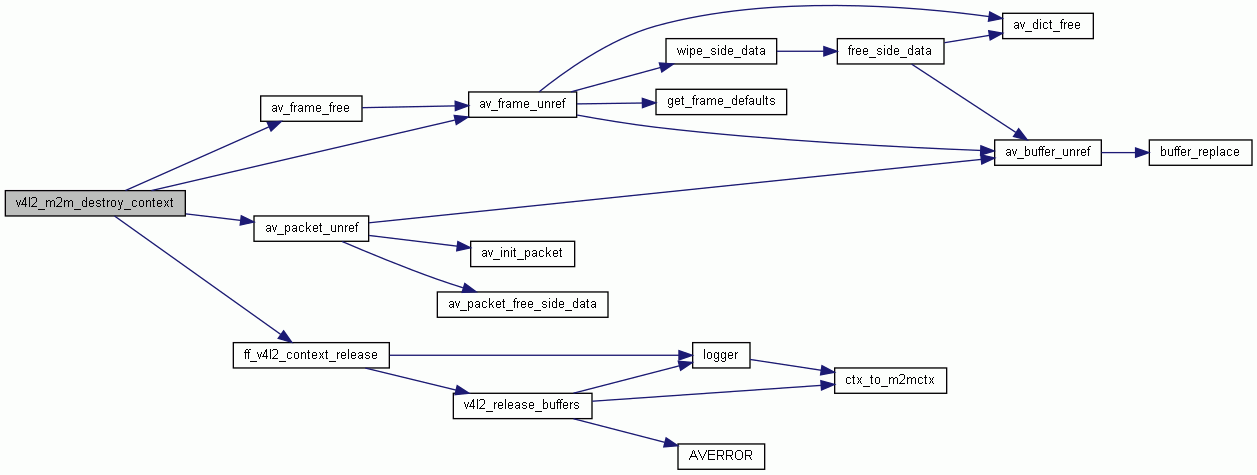 av_dict_free
wipe_side_data
free_side_data
av_frame_free
av_frame_unref
get_frame_defaults
av_buffer_unref
buffer_replace
v4l2_m2m_destroy_context
av_packet_unref
av_init_packet
av_packet_free_side_data
ff_v4l2_context_release
logger
ctx_to_m2mctx
v4l2_release_buffers
AVERROR